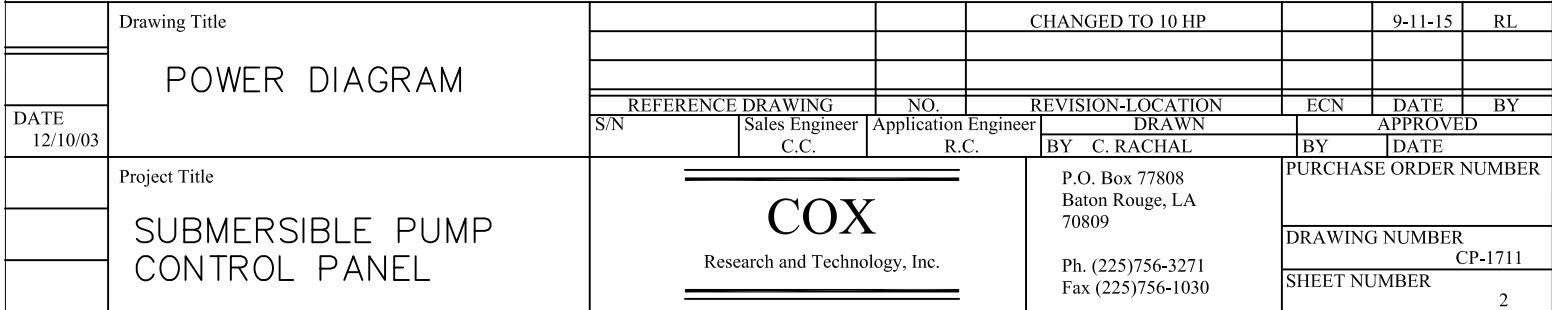 Drawing Title
POWER DIAGRAM
CHANGED TO 10 HP 9-11-15 RL
REFERENCE DRAWING NO. REVISION-LOCATION ECN DATE BY
DATE
12/10/03
S/N Sales Engineer Application Engineer DRAWN APPROVED
C.C. R.C. BY C. RACHAL BY DATE
Project Title
SUBMERSIBLE PUMP
CONTROL PANEL
COX
Research and Technology, Inc.
P.O. Box 77808
Baton Rouge, LA
70809
Ph. (225)756-3271
Fax (225)756-1030
PURCHASE ORDER NUMBER
DRAWING NUMBER
CP-1711
SHEET NUMBER
2